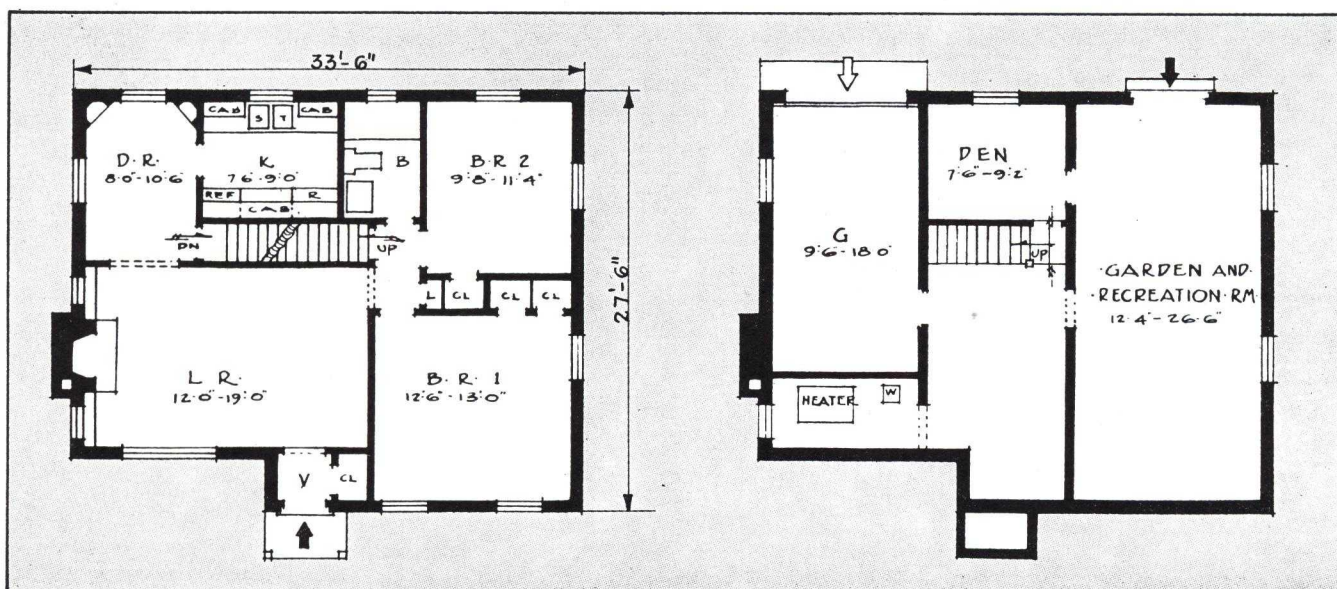 33'-6"
CAB
S
T
CAB
D·R·
8'·0"-10'·6"
K
7'6"-9'·0"
B
B·R 2
9'·8"-11'·4"
REF
R
CAB
DN
UP
27'-6"
L
CL
CL
CL
L R·
12'·0"-19'·0"
B·R· 1
12'·6"-13'·0"
V
CL
DEN
7'·6"-9'·2"
G
9'·6"-18'·0"
UP
·GARDEN AND·
·RECREATION·RM·
12'·4"-26'·6"
HEATER
W